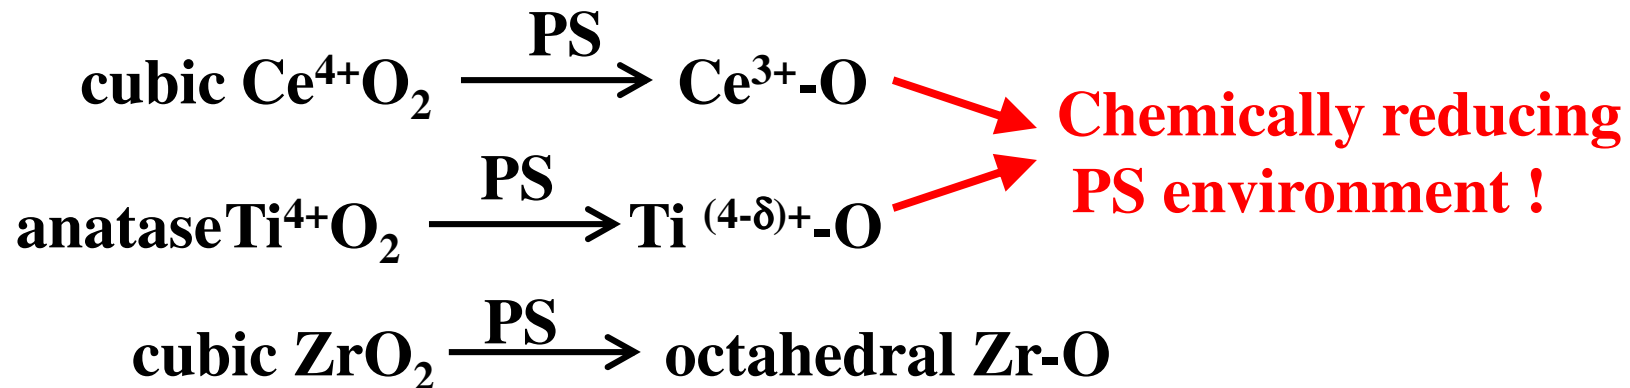 cubic Ce⁴⁺O₂ PS → Ce³⁺-O
anataseTi⁴⁺O₂ PS → Ti ⁽⁴⁻ᵟ⁾⁺-O
cubic ZrO₂ PS → octahedral Zr-O
Chemically reducing
PS environment !